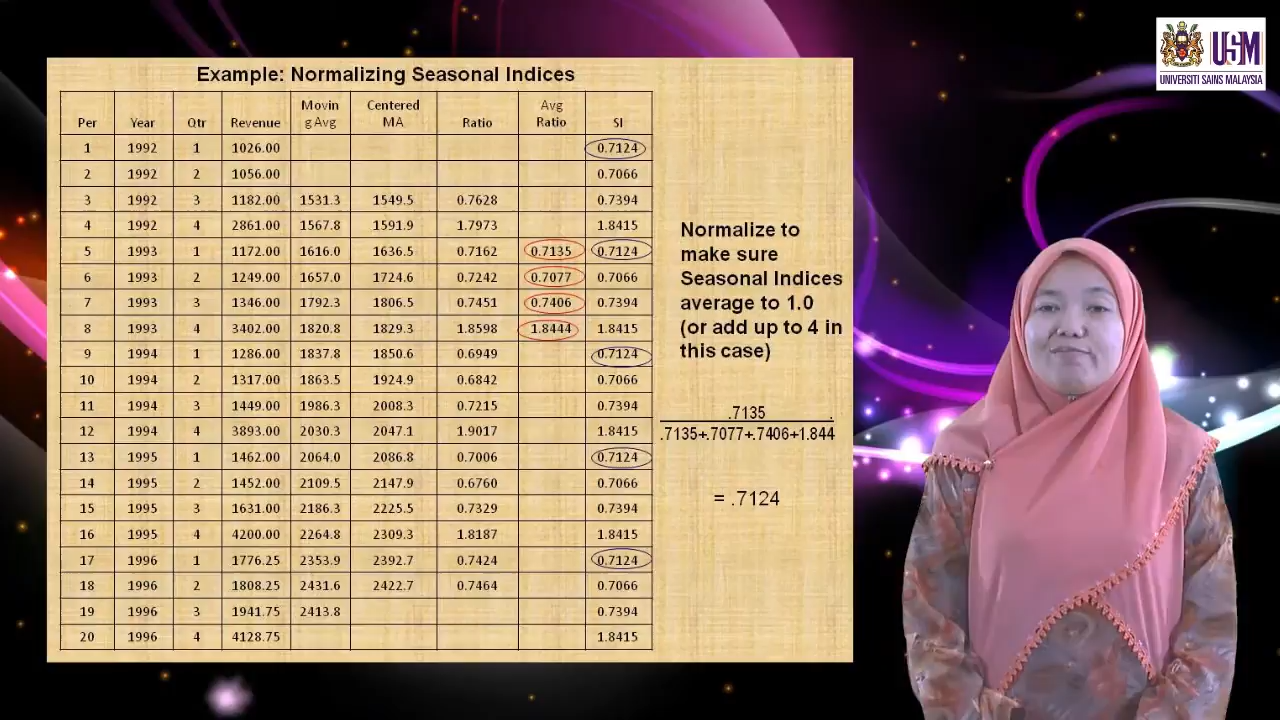 USM
UNIVERSITI SAINS MALAYSIA
Example: Normalizing Seasonal Indices
Per Year Qtr Revenue Movin g Avg Centered MA Ratio Avg Ratio SI
1 1992 1 1026.00 0.7124
2 1992 2 1056.00 0.7066
3 1992 3 1182.00 1531.3 1549.5 0.7628 0.7394
4 1992 4 2861.00 1567.8 1591.9 1.7973 1.8415
5 1993 1 1172.00 1616.0 1636.5 0.7162 0.7135 0.7124
6 1993 2 1249.00 1657.0 1724.6 0.7242 0.7077 0.7066
7 1993 3 1346.00 1792.3 1806.5 0.7451 0.7406 0.7394
8 1993 4 3402.00 1820.8 1829.3 1.8598 1.8444 1.8415
9 1994 1 1286.00 1837.8 1850.6 0.6949 0.7124
10 1994 2 1317.00 1863.5 1924.9 0.6842 0.7066
11 1994 3 1449.00 1986.3 2008.3 0.7215 0.7394
12 1994 4 3893.00 2030.3 2047.1 1.9017 1.8415
13 1995 1 1462.00 2064.0 2086.8 0.7006 0.7124
14 1995 2 1452.00 2109.5 2147.9 0.6760 0.7066
15 1995 3 1631.00 2186.3 2225.5 0.7329 0.7394
16 1995 4 4200.00 2264.8 2309.3 1.8187 1.8415
17 1996 1 1776.25 2353.9 2392.7 0.7424 0.7124
18 1996 2 1808.25 2431.6 2422.7 0.7464 0.7066
19 1996 3 1941.75 2413.8 0.7394
20 1996 4 4128.75 1.8415
Normalize to
make sure
Seasonal Indices
average to 1.0
(or add up to 4 in
this case)
.7135 .
.7135+.7077+.7406+1.844
= .7124